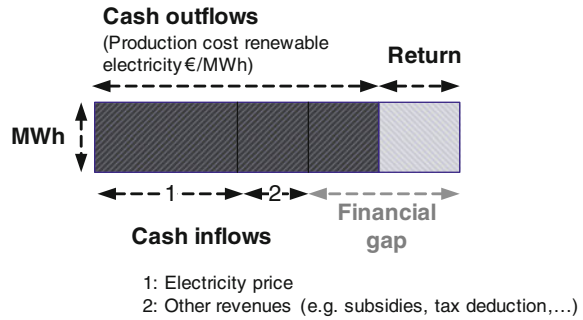 Cash outflows
(Production cost renewable
electricity €/MWh)
Return
MWh
1
2
Financial
gap
Cash inflows
1: Electricity price
2: Other revenues (e.g. subsidies, tax deduction,...)